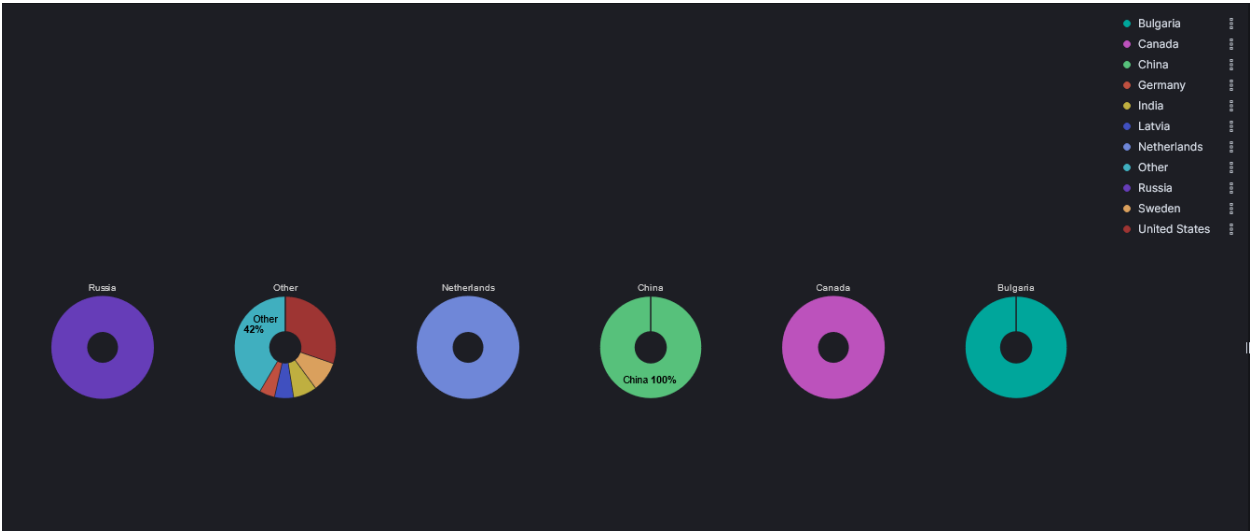 Bulgaria
Canada
China
Germany
India
Latvia
Netherlands
Other
Russia
Sweden
United States
Russia
Other
Netherlands
China
Canada
Bulgaria
Other
42%
China 100%